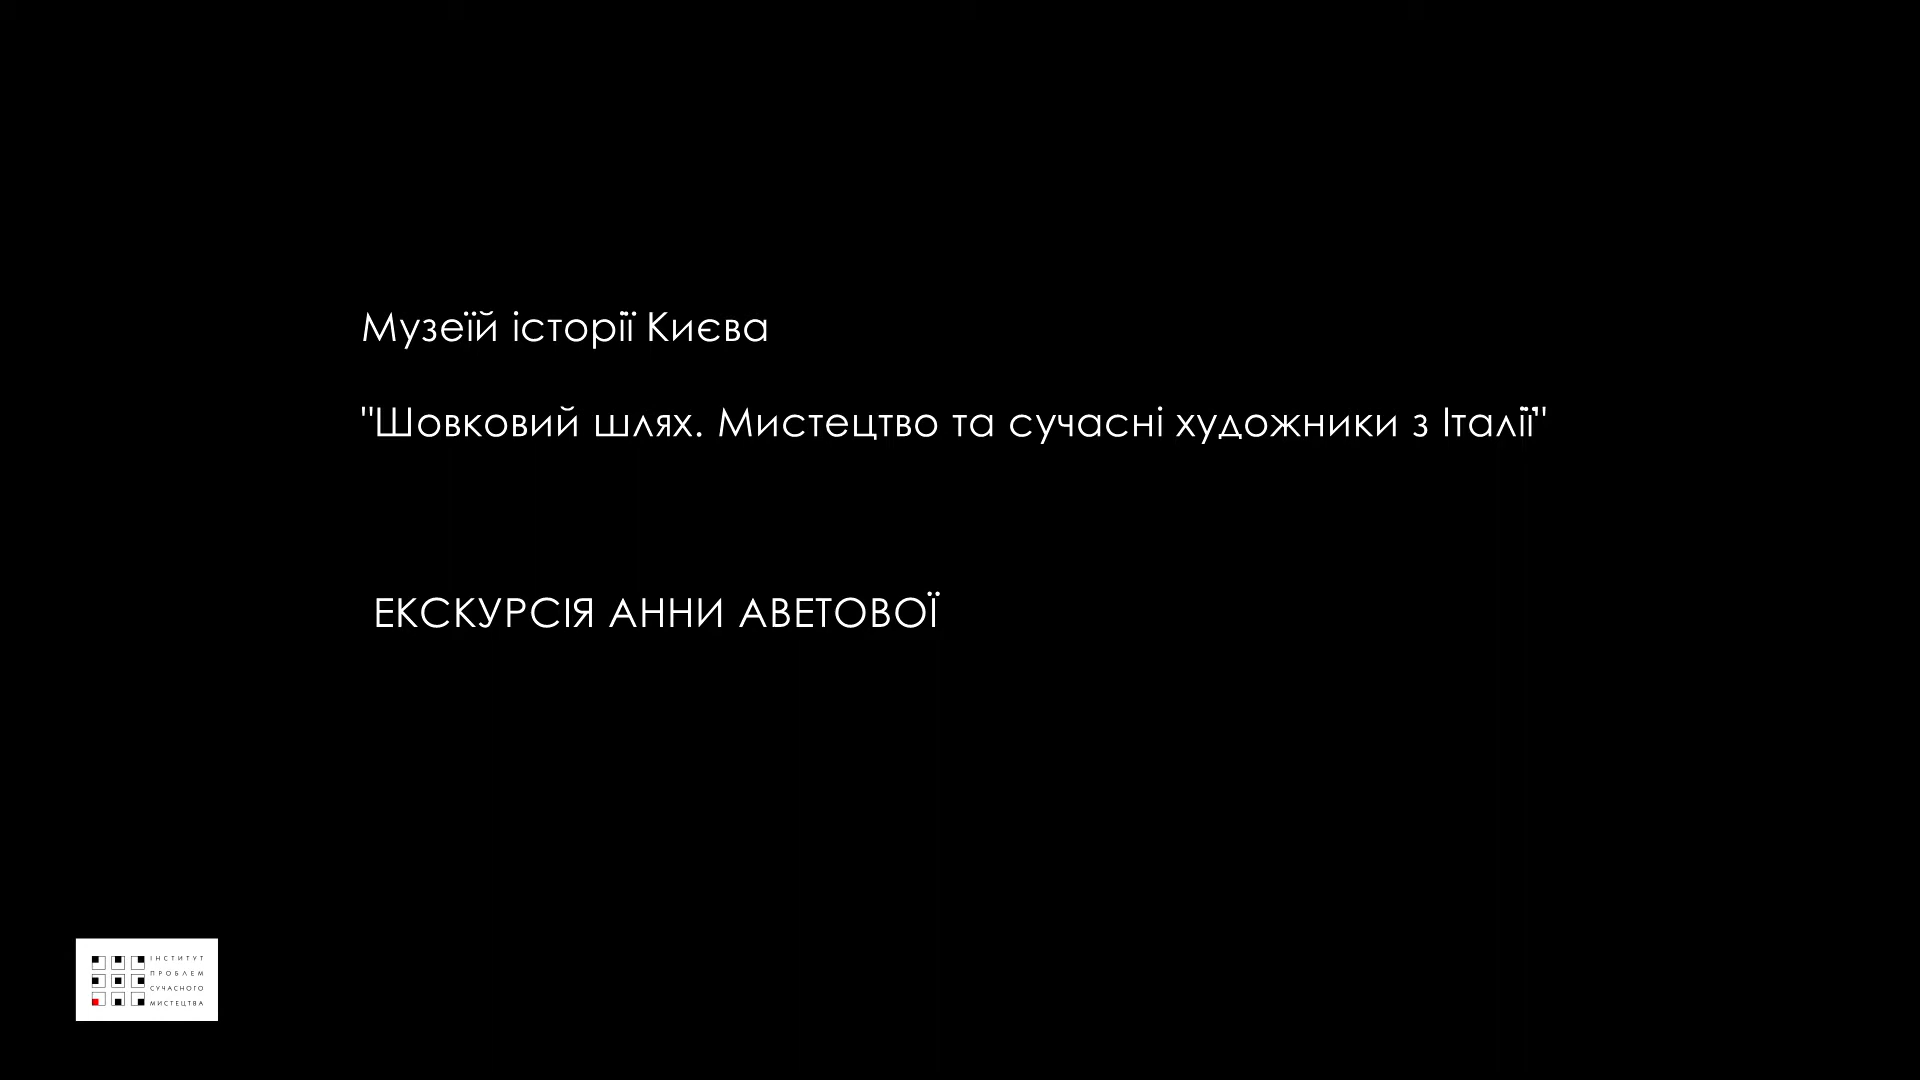 Музеїй історії Києва
"Шовковий шлях. Мистецтво та сучасні художники з Італії"
ЕКСКУРСІЯ АННИ АВЕТОВОЇ
ІНСТИТУТ
ПРОБЛЕМ
СУЧАСНОГО
МИСТЕЦТВА